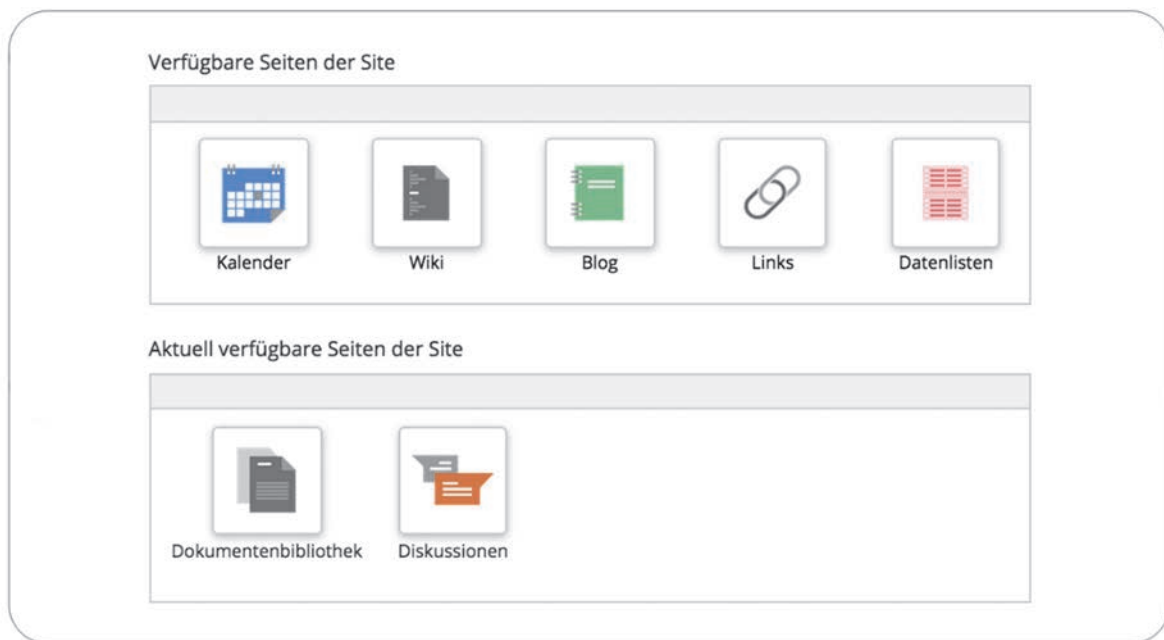 Verfügbare Seiten der Site
Kalender
Wiki
Blog
Links
Datenlisten
Aktuell verfügbare Seiten der Site
Dokumentenbibliothek
Diskussionen